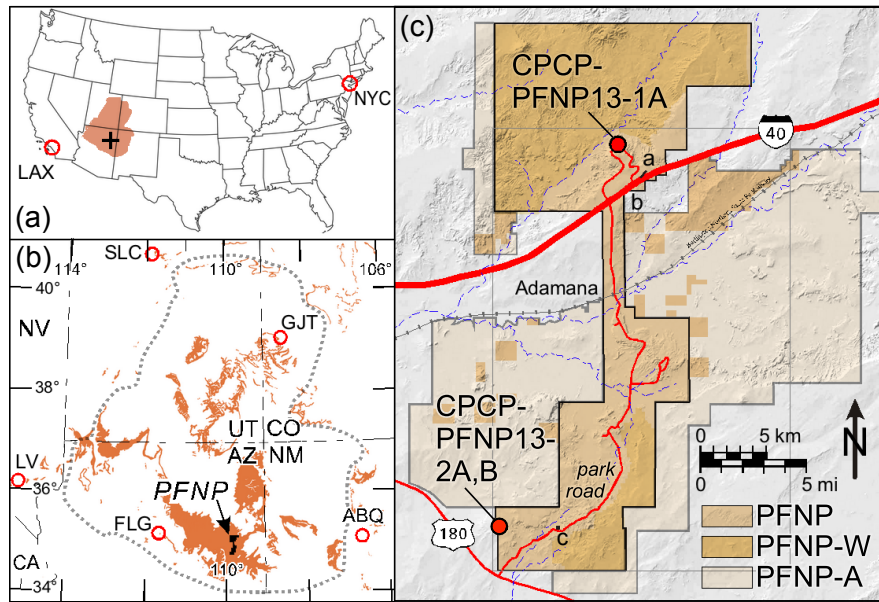 NYC
LAX
(a)
(b)
SLC
114°
110°
106°
40°
NV
GJT
38°
UT
CO
AZ
NM
LV
PFNP
36°
FLG
ABQ
110°
CA
34°
(c)
CPCP-
PFNP13-1A
40
a
b
Adamana
CPCP-
PFNP13-
2A,B
park
road
0
5 km
0
5 mi
N
180
c
PFNP
PFNP-W
PFNP-A